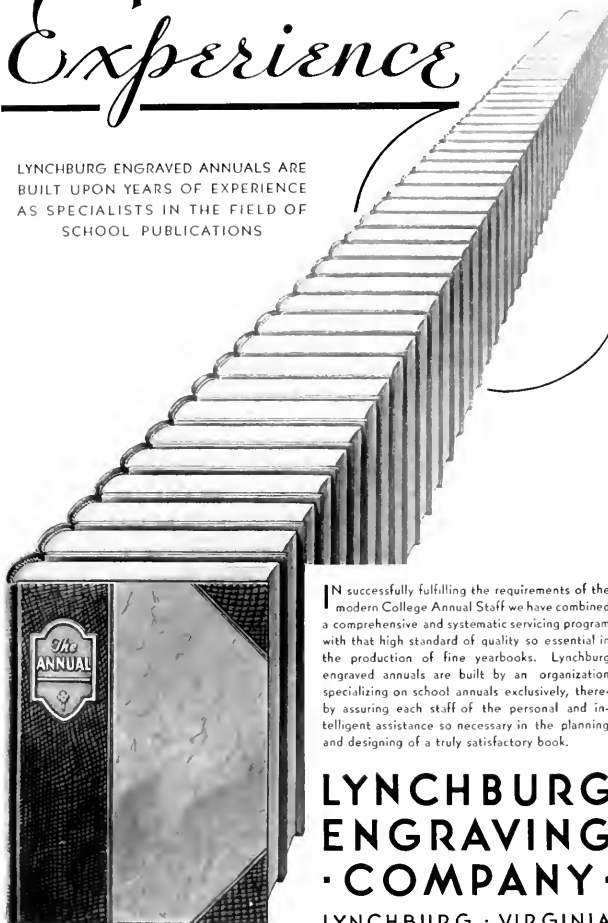 Experience
LYNCHBURG ENGRAVED ANNUALS ARE
BUILT UPON YEARS OF EXPERIENCE
AS SPECIALISTS IN THE FIELD OF
SCHOOL PUBLICATIONS
The
ANNUAL
IN successfully fulfilling the requirements of the
modern College Annual Staff we have combined
a comprehensive and systematic servicing program
with that high standard of quality so essential in
the production of fine yearbooks. Lynchburg
engraved annuals are built by an organization
specializing on school annuals exclusively, there-
by assuring each staff of the personal and in-
telligent assistance so necessary in the planning
and designing of a truly satisfactory book.
LYNCHBURG
ENGRAVING
·COMPANY·
LYNCHBURG · VIRGINIA